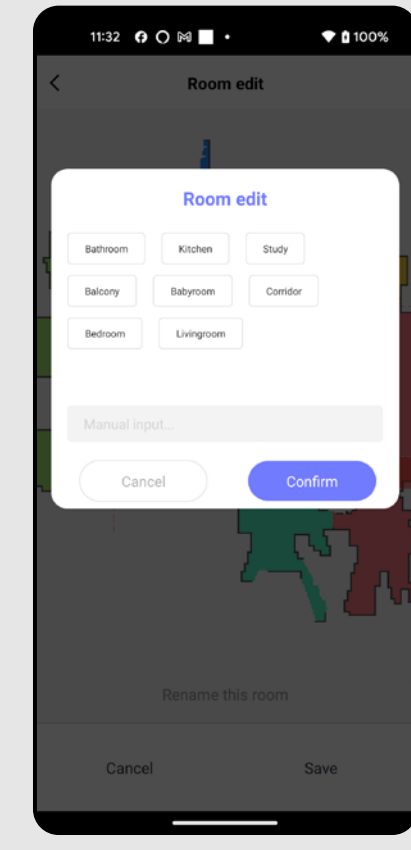 11:32 100%
Room edit
Room edit
Bathroom Kitchen Study
Balcony Babyroom Corridor
Bedroom Livingroom
Manual input...
Cancel Confirm
Rename this room
Cancel Save